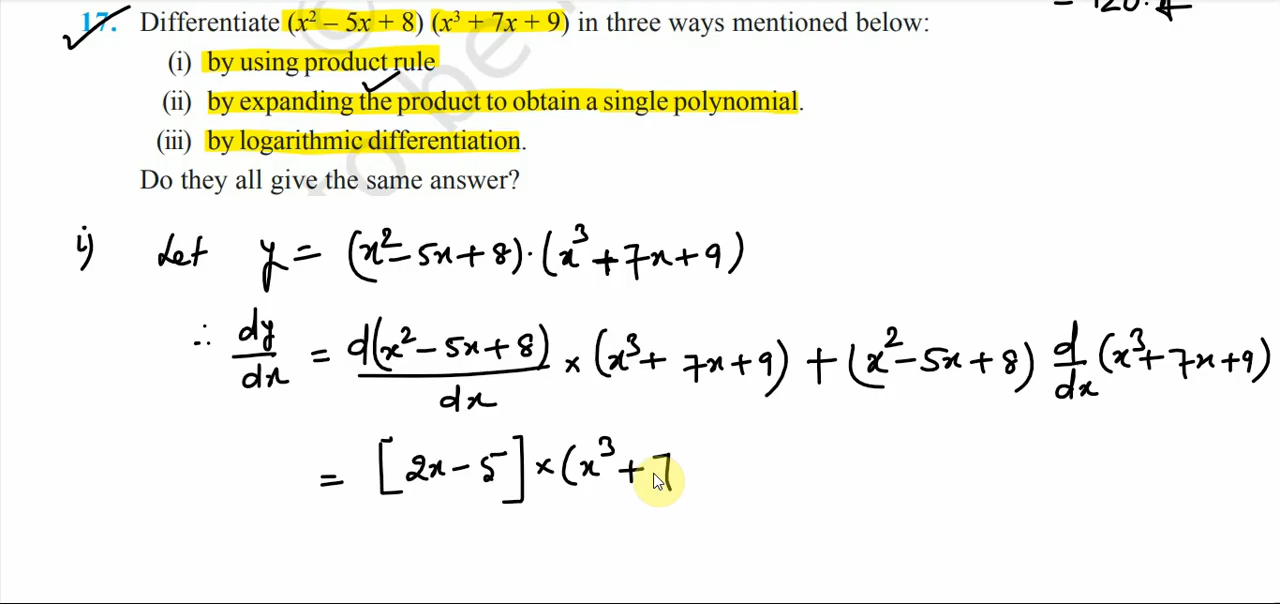 = 120.
17. Differentiate (x² – 5x + 8) (x³ + 7x + 9) in three ways mentioned below:
(i) by using product rule
(ii) by expanding the product to obtain a single polynomial.
(iii) by logarithmic differentiation.
Do they all give the same answer?
i) Let y = (x² – 5x + 8) · (x³ + 7x + 9)
∴ dy/dx = d(x² – 5x + 8)/dx × (x³ + 7x + 9) + (x² – 5x + 8) d/dx (x³ + 7x + 9)
= [2x – 5] × (x³ + 7